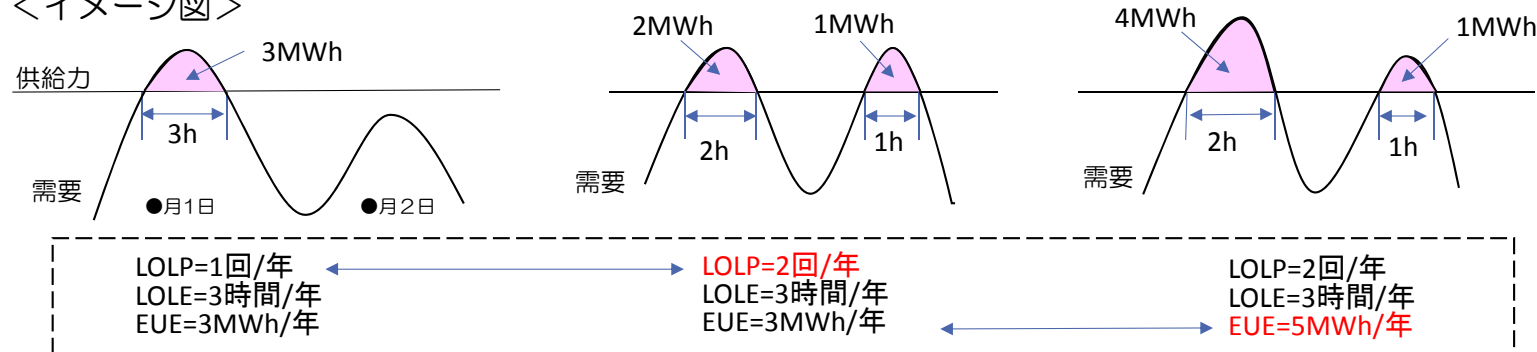 ＜イメージ図＞
3MWh
供給力
3h
需要
●月1日
●月2日
2MWh
1MWh
2h
1h
需要
4MWh
1MWh
2h
1h
需要
LOLP=1回/年
LOLE=3時間/年
EUE=3MWh/年
LOLP=2回/年
LOLE=3時間/年
EUE=3MWh/年
LOLP=2回/年
LOLE=3時間/年
EUE=5MWh/年